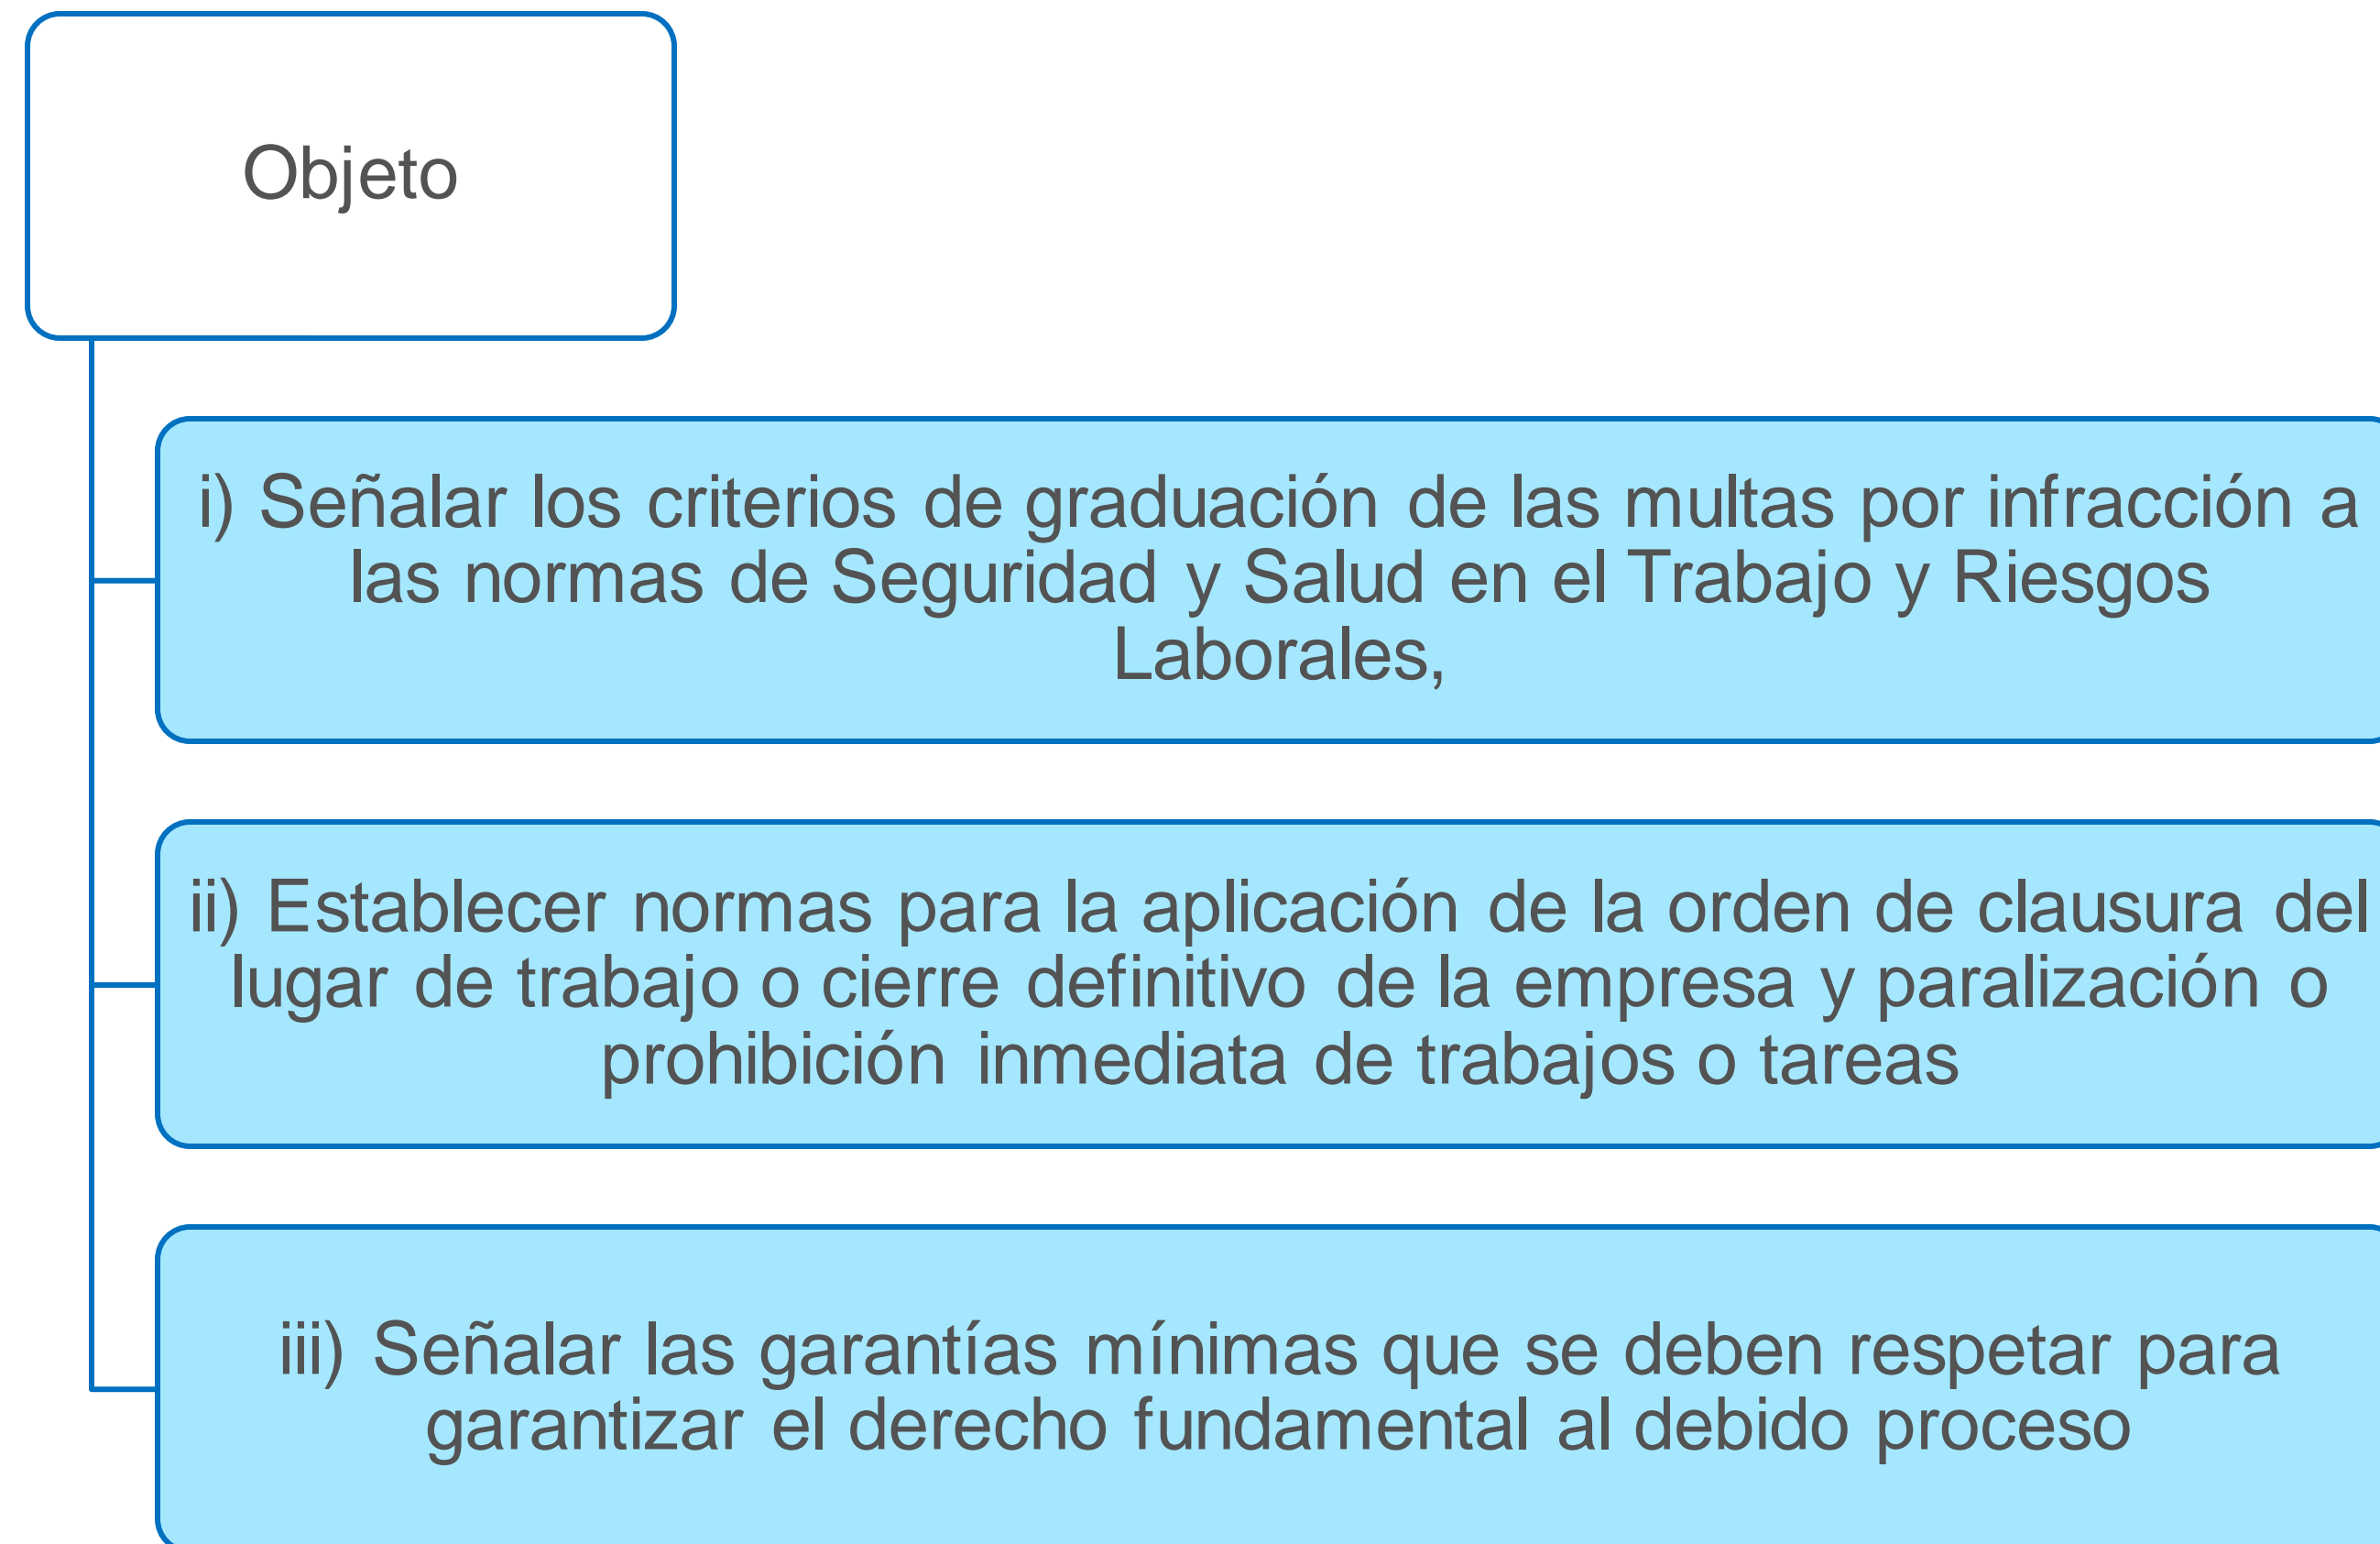 Objeto
i) Señalar los criterios de graduación de las multas por infracción a
las normas de Seguridad y Salud en el Trabajo y Riesgos
Laborales,
ii) Establecer normas para la aplicación de la orden de clausura del
lugar de trabajo o cierre definitivo de la empresa y paralización o
prohibición inmediata de trabajos o tareas
iii) Señalar las garantías mínimas que se deben respetar para
garantizar el derecho fundamental al debido proceso